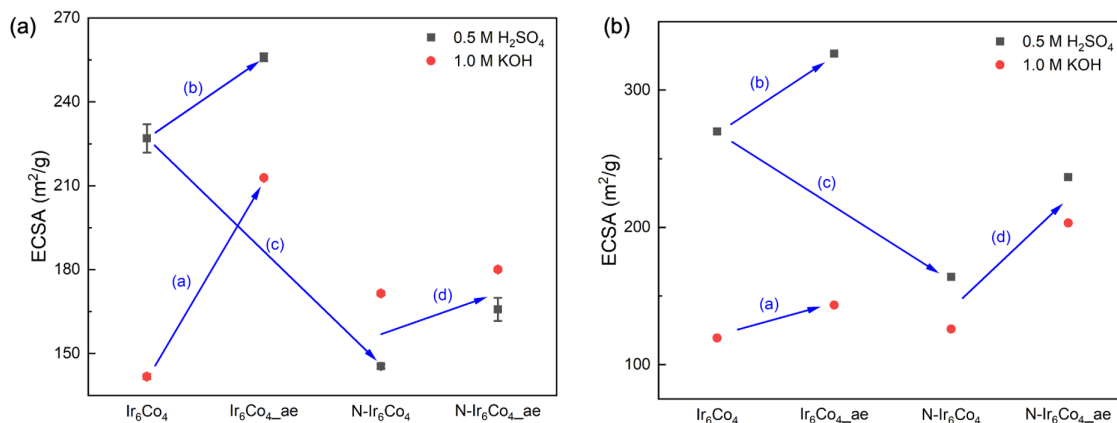 (a)
270
240
210
180
150
ECSA (m²/g)
0.5 M H₂SO₄
1.0 M KOH
(b)
(a)
(c)
(d)
Ir₆Co₄
Ir₆Co₄_ae
N-Ir₆Co₄
N-Ir₆Co₄_ae
(b)
300
200
100
ECSA (m²/g)
0.5 M H₂SO₄
1.0 M KOH
(b)
(c)
(d)
(a)
Ir₆Co₄
Ir₆Co₄_ae
N-Ir₆Co₄
N-Ir₆Co₄_ae